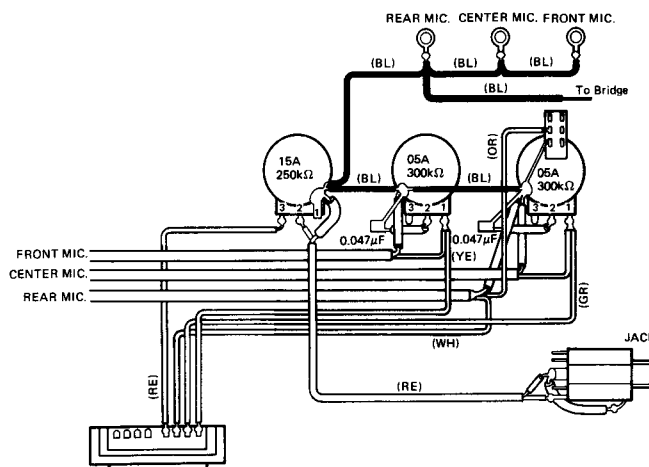 REAR MIC. CENTER MIC. FRONT MIC.
(BL) (BL) (BL)
(BL) To Bridge
15A
250kΩ
3 2 1
(BL)
05A
300kΩ
3 2 1
(BL)
(OR)
05A
300kΩ
3 2 1
0.047μF
0.047μF
(YE)
FRONT MIC.
CENTER MIC.
REAR MIC.
(GR)
(WH)
(RE)
(RE)
JACK